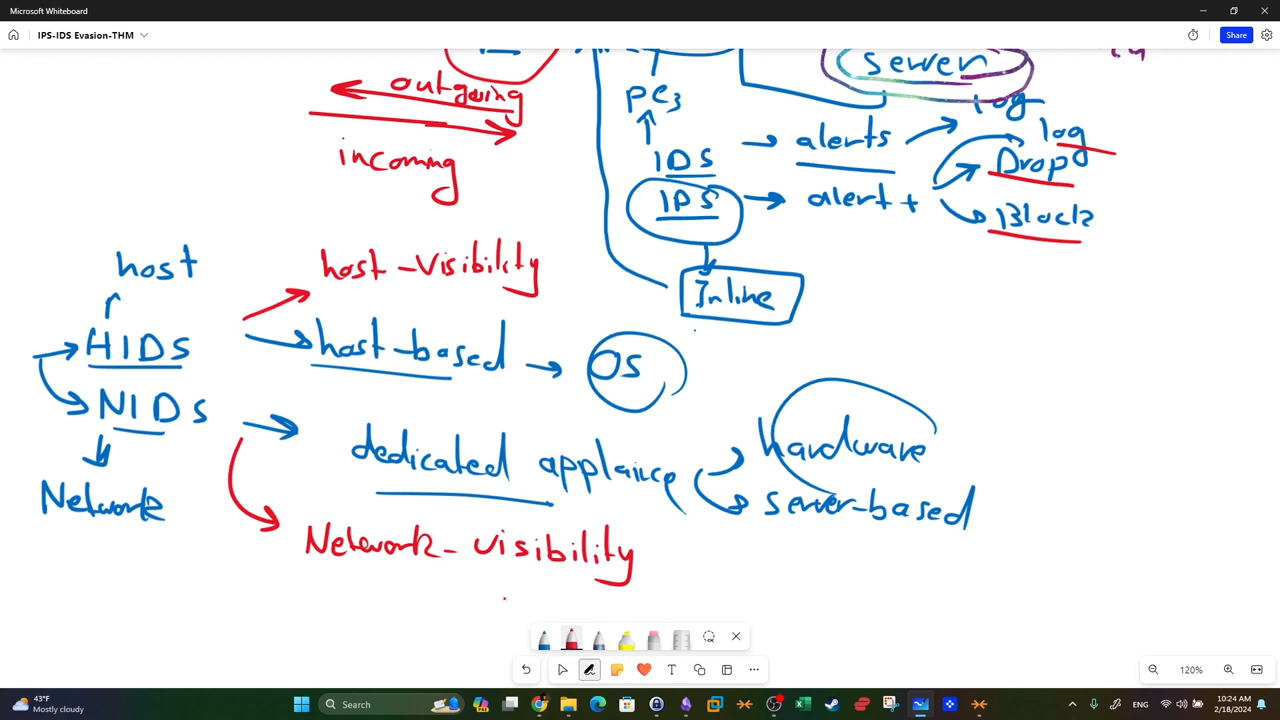 Microsoft Whiteboard
IPS-IDS Evasion-THM
Share
server
outgoing
incoming
PC3
IDS
alerts
log
log
IPS
alert +
Drop
Block
Inline
host
HIDS
host-Visibility
host-based
OS
NIDS
Network
dedicated applaince
hardware
server-based
Network-visibility
120%
43°F
Mostly cloudy
Search
ENG
10:24 AM
2/18/2024